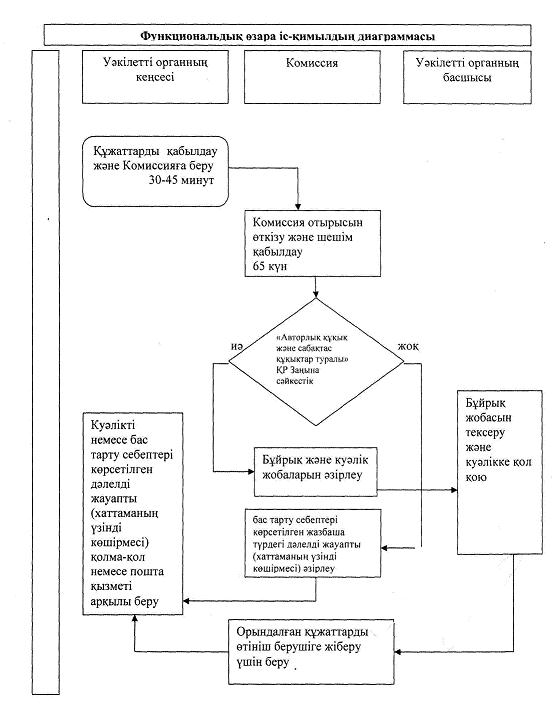 Функциональдық өзара іс-қимылдың диаграммасы
Уәкілетті органның
кеңсесі
Комиссия
Уәкілетті органның
басшысы
Құжаттарды қабылдау
және Комиссияға беру
30-45 минут
Комиссия отырысын
өткізу және шешім
қабылдау
65 күн
иә
«Авторлық құқық
және сабақтас
құқықтар туралы»
ҚР Заңына
сәйкестік
жоқ
Бұйрық және куәлік
жобаларын әзірлеу
Бұйрық
жобасын
тексеру
және
куәлікке қол
қою
бас тарту себептері
көрсетілген жазбаша
түрдегі дәлелді жауапты
(хаттаманың үзінді
көшірмесі) әзірлеу
Куәлікті
немесе бас
тарту себептері
көрсетілген
дәлелді
жауапты
(хаттаманың
үзінді
көшірмесі)
қолма-қол
немесе пошта
қызметі
арқылы беру
Орындалған құжаттарды
өтініш берушіге жіберу
үшін беру